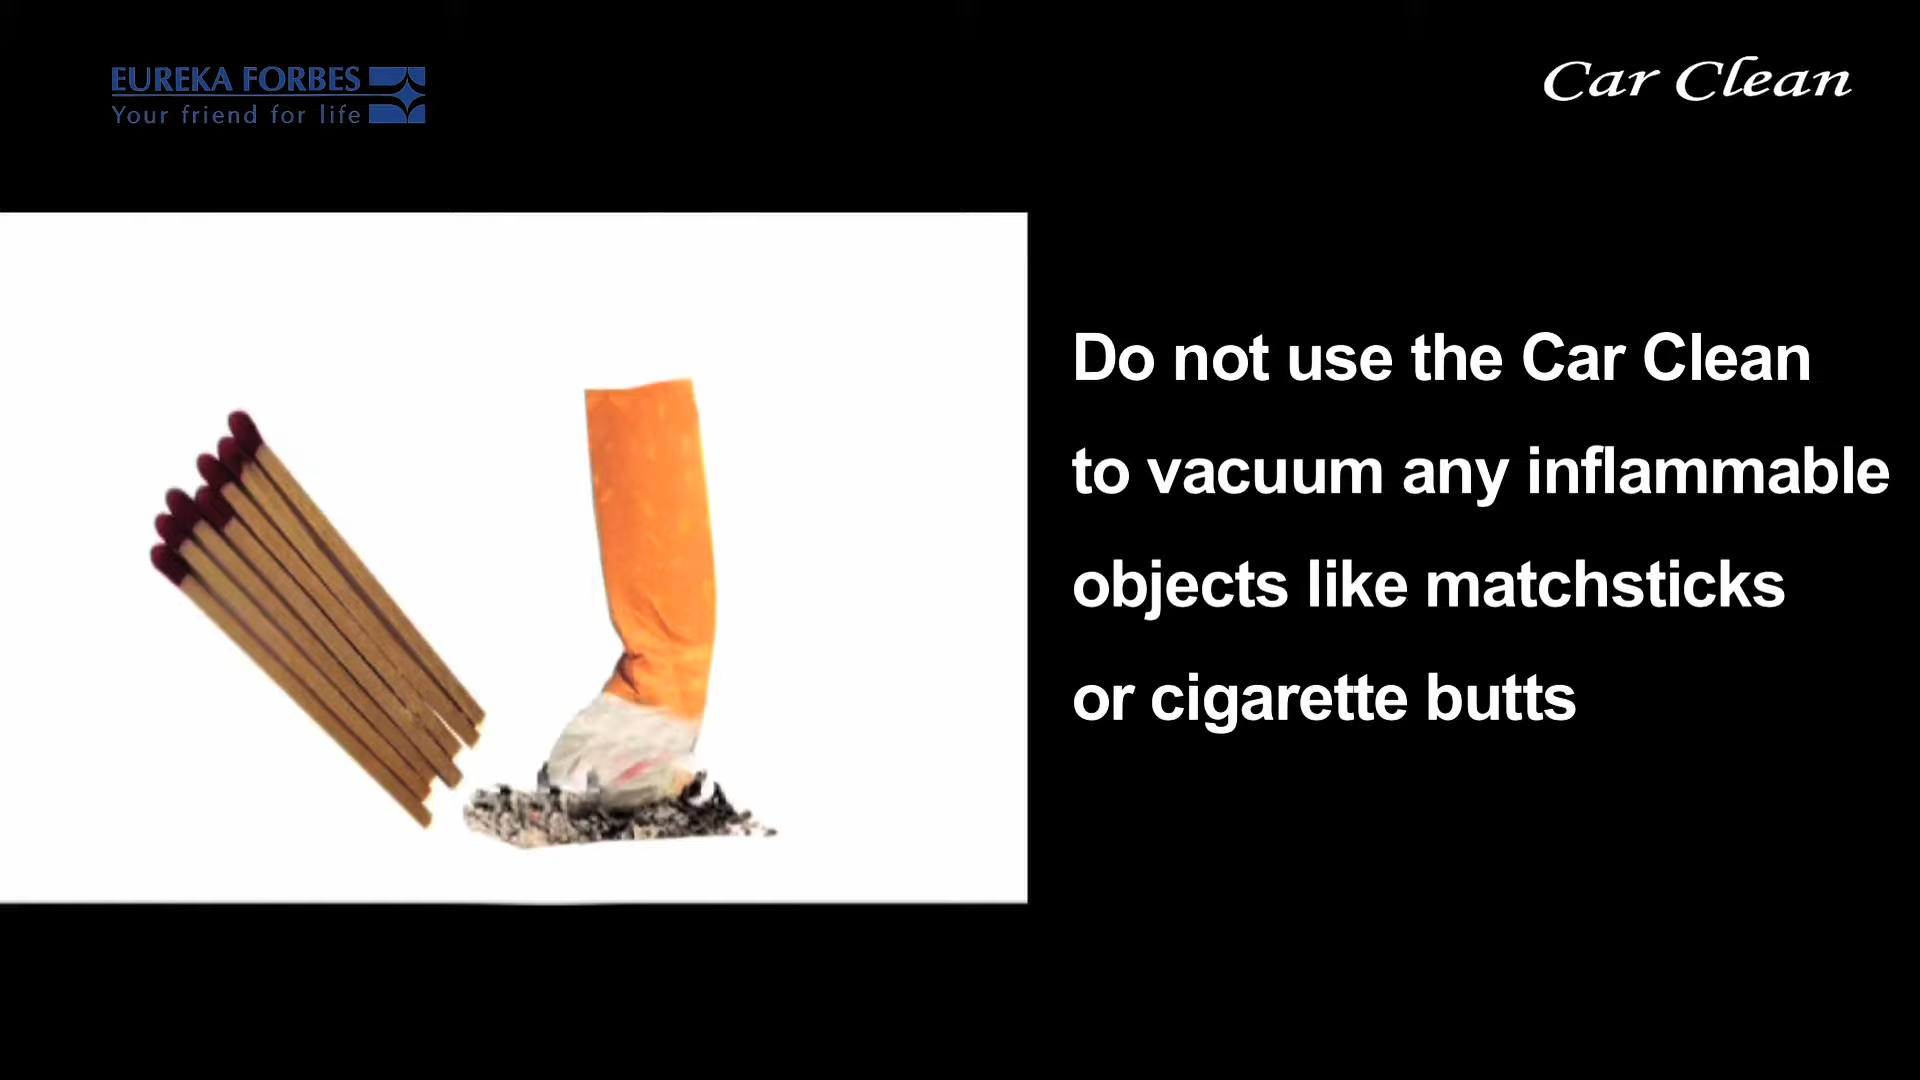 EUREKA FORBES
Your friend for life
Car Clean
Do not use the Car Clean
to vacuum any inflammable
objects like matchsticks
or cigarette butts